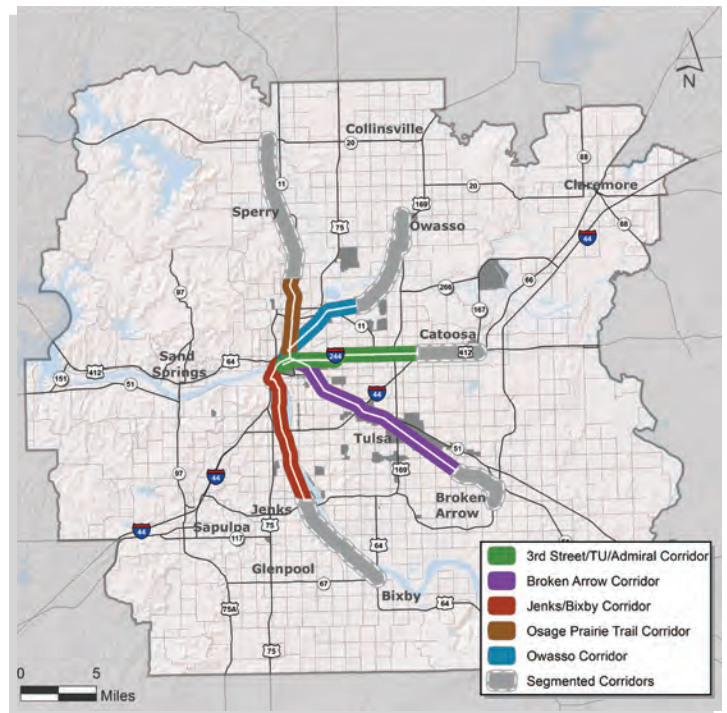 N
Collinsville
20
88
11
20
Claremore
Sperry
169
Owasso
75
66
44
97
266
66
167
11
Catoosa
244
412
Sand
Springs
64
412
151
51
44
Tulsa
51
169
97
44
Broken
Arrow
Jenks
75
Sapulpa
44
117
64
51
Glenpool
67
Bixby
75A
64
75
0 5
Miles
3rd Street/TU/Admiral Corridor
Broken Arrow Corridor
Jenks/Bixby Corridor
Osage Prairie Trail Corridor
Owasso Corridor
Segmented Corridors